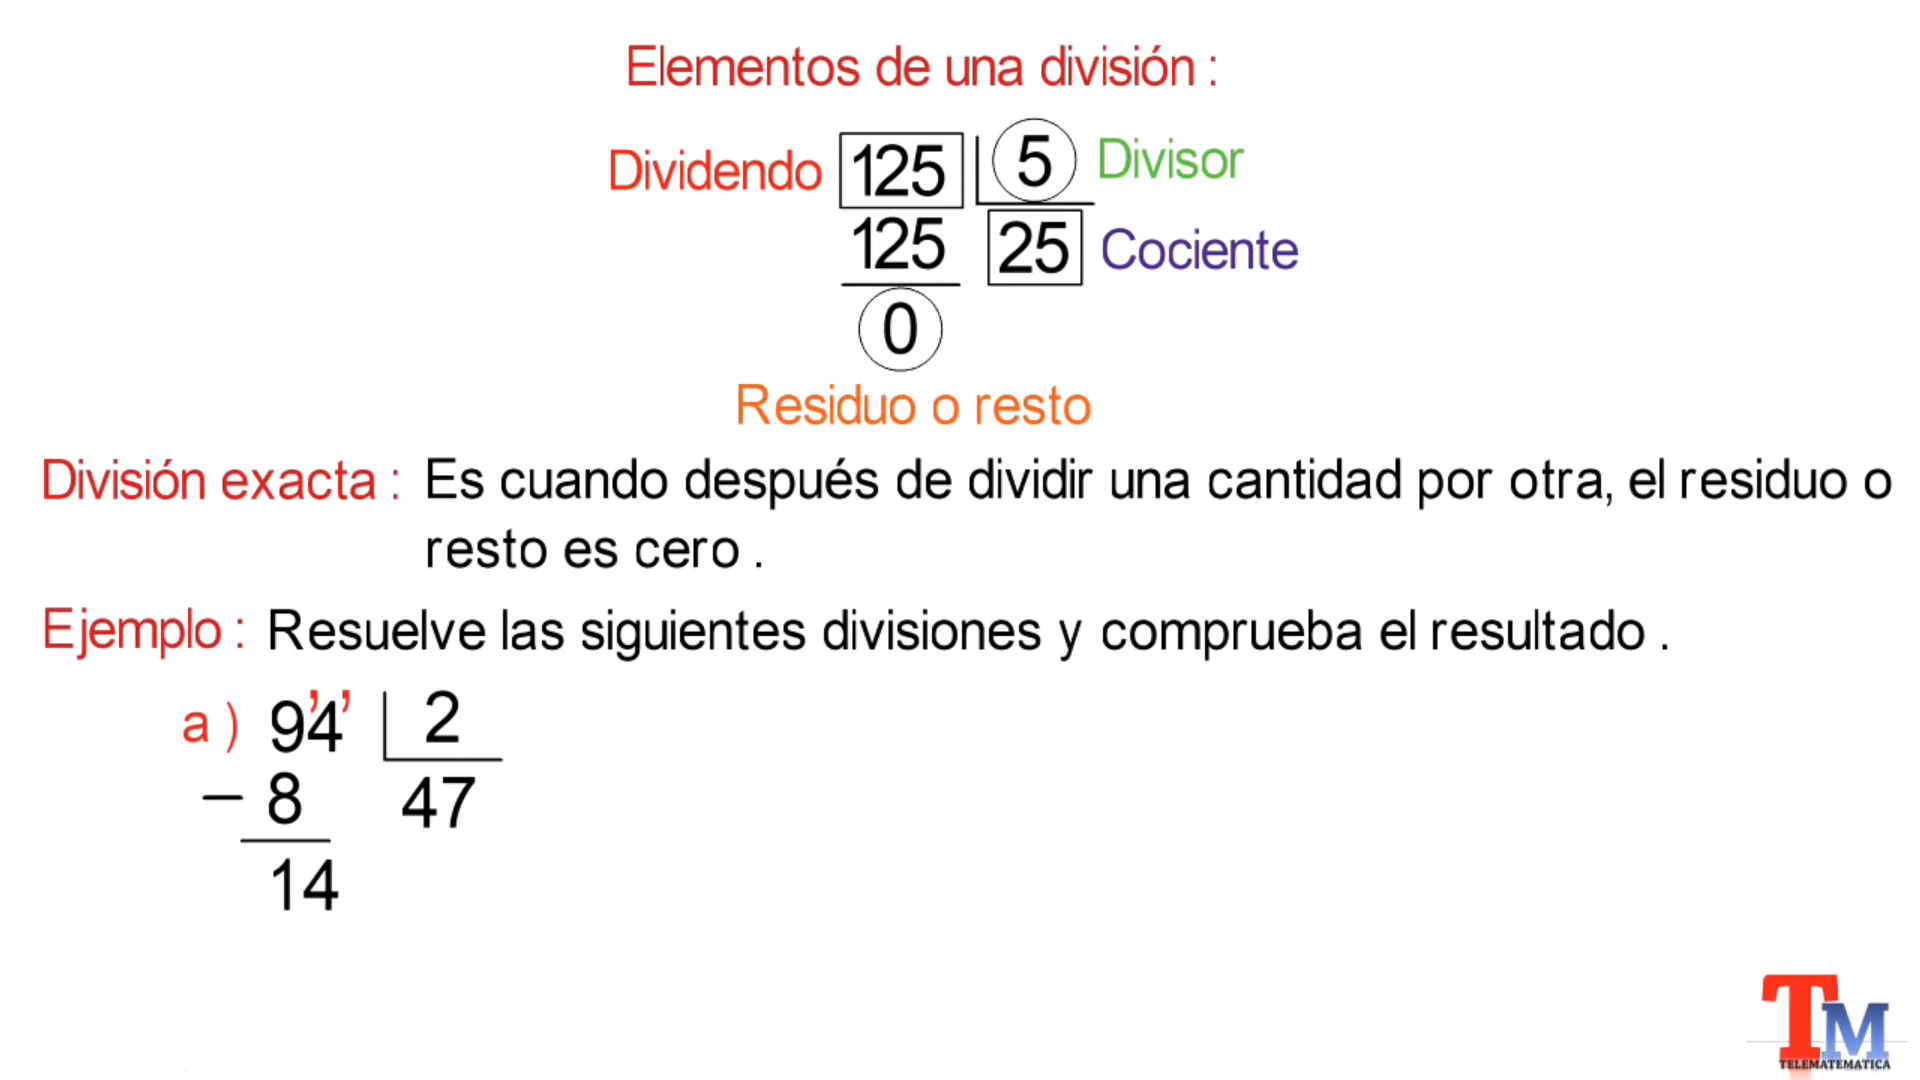 Elementos de una división :
Dividendo 125 5 Divisor
125 25 Cociente
0
Residuo o resto
División exacta : Es cuando después de dividir una cantidad por otra, el residuo o
resto es cero .
Ejemplo : Resuelve las siguientes divisiones y comprueba el resultado .
a ) 9’4’ 2
– 8 47
14
TM
TELEMATEMATICA